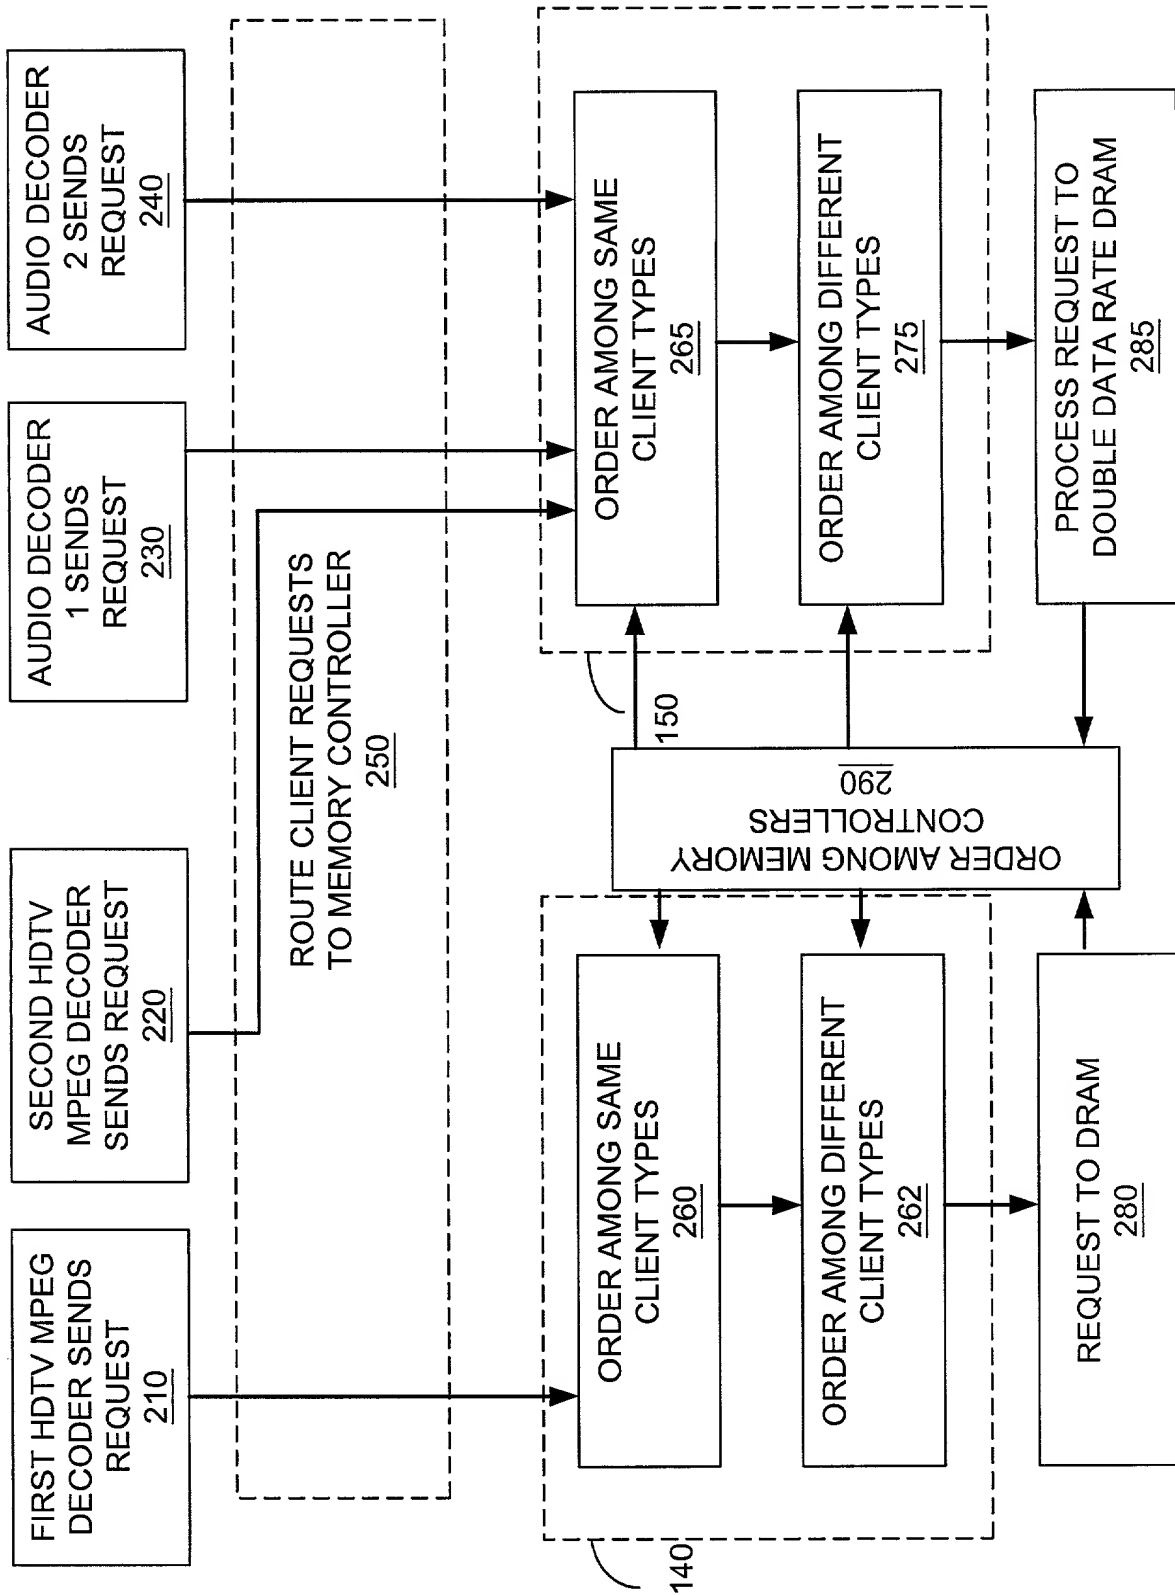 FIRST HDTV MPEG
DECODER SENDS
REQUEST
210
SECOND HDTV
MPEG DECODER
SENDS REQUEST
220
AUDIO DECODER
1 SENDS
REQUEST
230
AUDIO DECODER
2 SENDS
REQUEST
240
ROUTE CLIENT REQUESTS
TO MEMORY CONTROLLER
250
140
ORDER AMONG SAME
CLIENT TYPES
260
ORDER AMONG DIFFERENT
CLIENT TYPES
262
REQUEST TO DRAM
280
ORDER AMONG MEMORY
CONTROLLERS
290
150
ORDER AMONG SAME
CLIENT TYPES
265
ORDER AMONG DIFFERENT
CLIENT TYPES
275
PROCESS REQUEST TO
DOUBLE DATA RATE DRAM
285